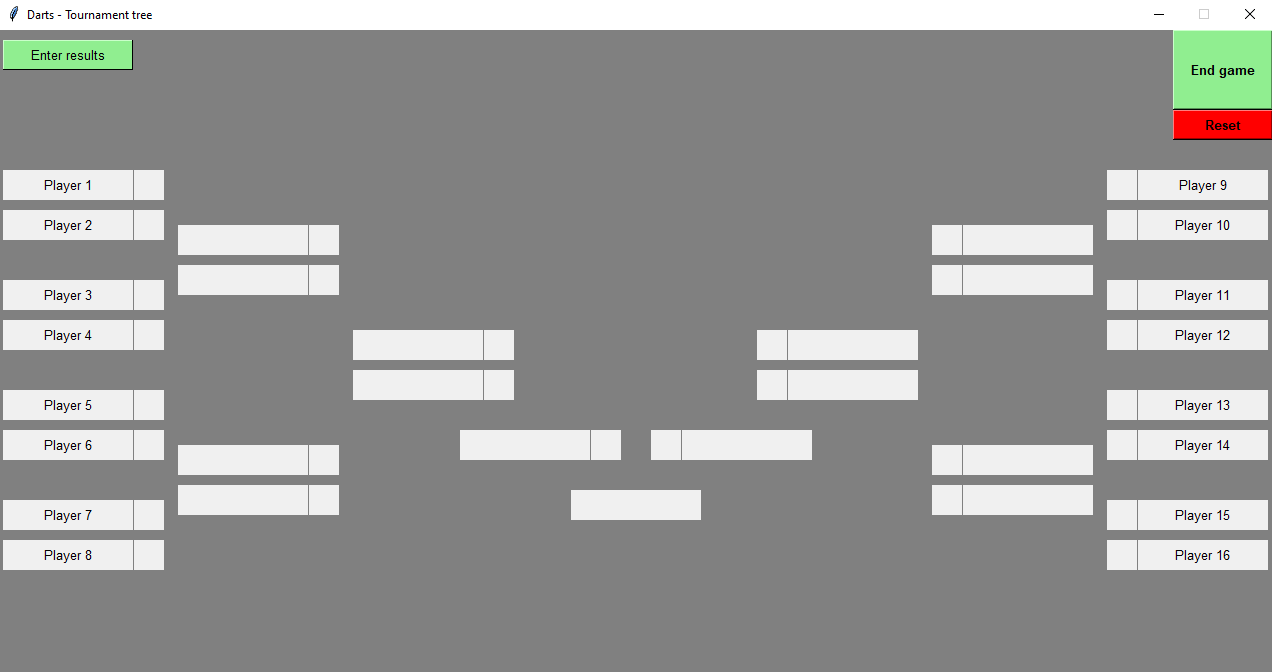 Darts - Tournament tree
Enter results
End game
Reset
Player 1
Player 2
Player 3
Player 4
Player 5
Player 6
Player 7
Player 8
Player 9
Player 10
Player 11
Player 12
Player 13
Player 14
Player 15
Player 16